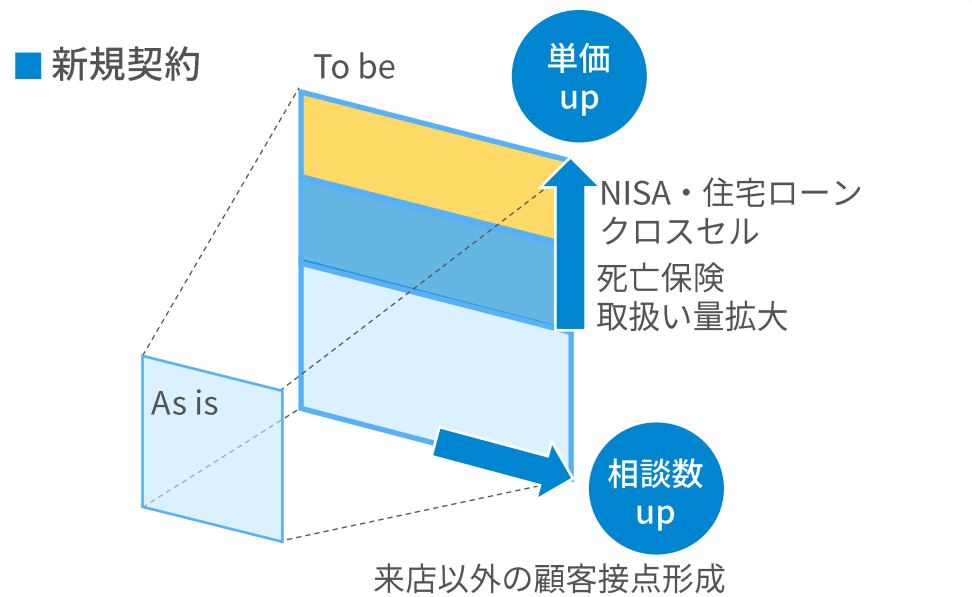 ■ 新規契約
To be
単価
up
NISA・住宅ローン
クロスセル
死亡保険
取扱い量拡大
As is
相談数
up
来店以外の顧客接点形成